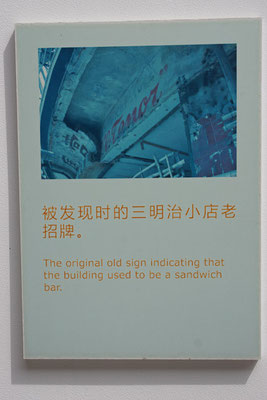 被发现时的三明治小店老
招牌。
The original old sign indicating that
the building used to be a sandwich
bar.